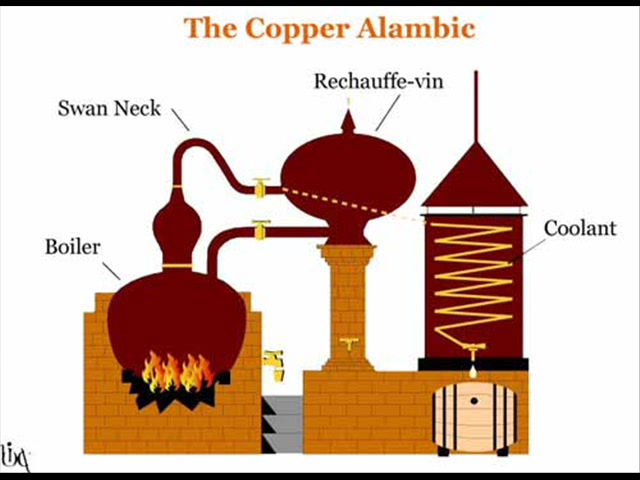 The Copper Alambic
Rechauffe-vin
Swan Neck
Coolant
Boiler